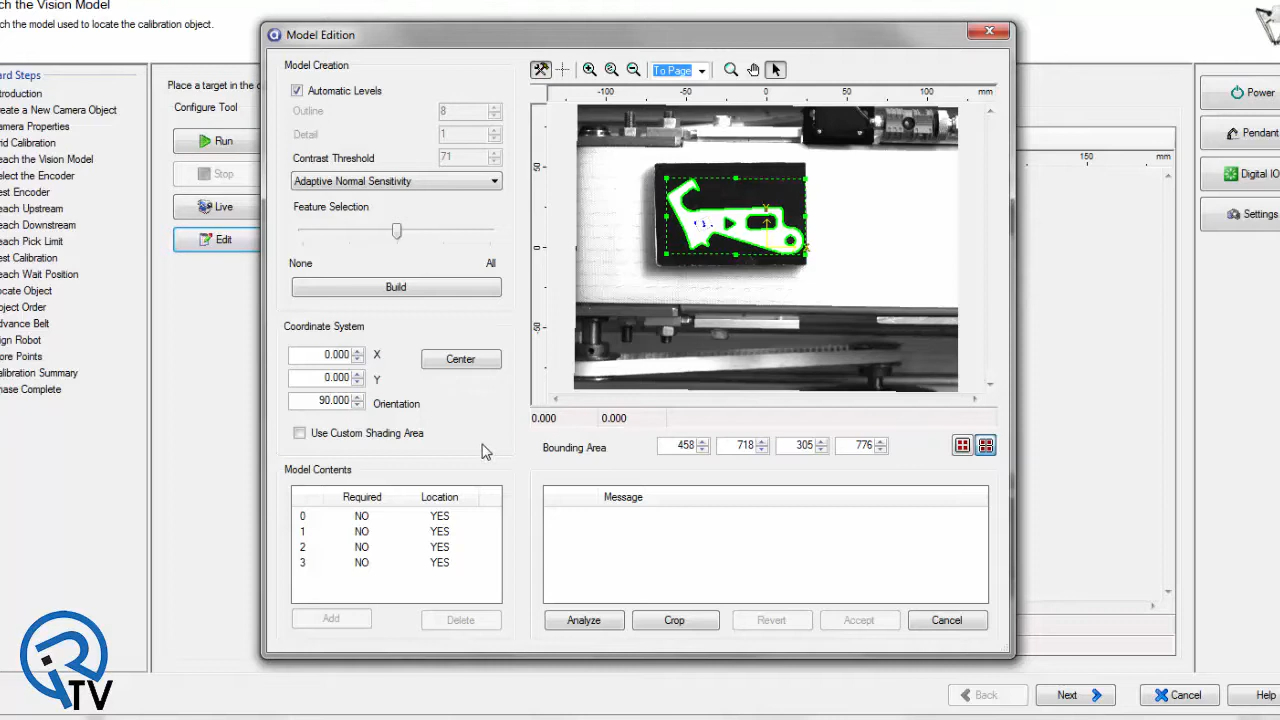 ch the Vision Model
ch the model used to locate the calibration object.
ard Steps
troduction
reate a New Camera Object
amera Properties
rid Calibration
each the Vision Model
elect the Encoder
est Encoder
each Upstream
each Downstream
each Pick Limit
est Calibration
each Wait Position
ocate Object
bject Order
dvance Belt
ign Robot
ore Points
alibration Summary
hase Complete
Place a target in the c
Configure Tool
Run
Stop
Live
Edit
Model Edition
Model Creation
Automatic Levels
Outline 8
Detail 1
Contrast Threshold 71
Adaptive Normal Sensitivity
Feature Selection
None All
Build
Coordinate System
0.000 X Center
0.000 Y
90.000 Orientation
Use Custom Shading Area
Model Contents
Required Location
0 NO YES
1 NO YES
2 NO YES
3 NO YES
Add Delete
To Page
-100 -50 0 50 100 mm
50
0
-50
Y
X
0.000 0.000
Bounding Area 458 718 305 776
Message
Analyze Crop Revert Accept Cancel
150 mm
Power
Pendant
Digital IO
Settings
Back Next Cancel Help
R
TV